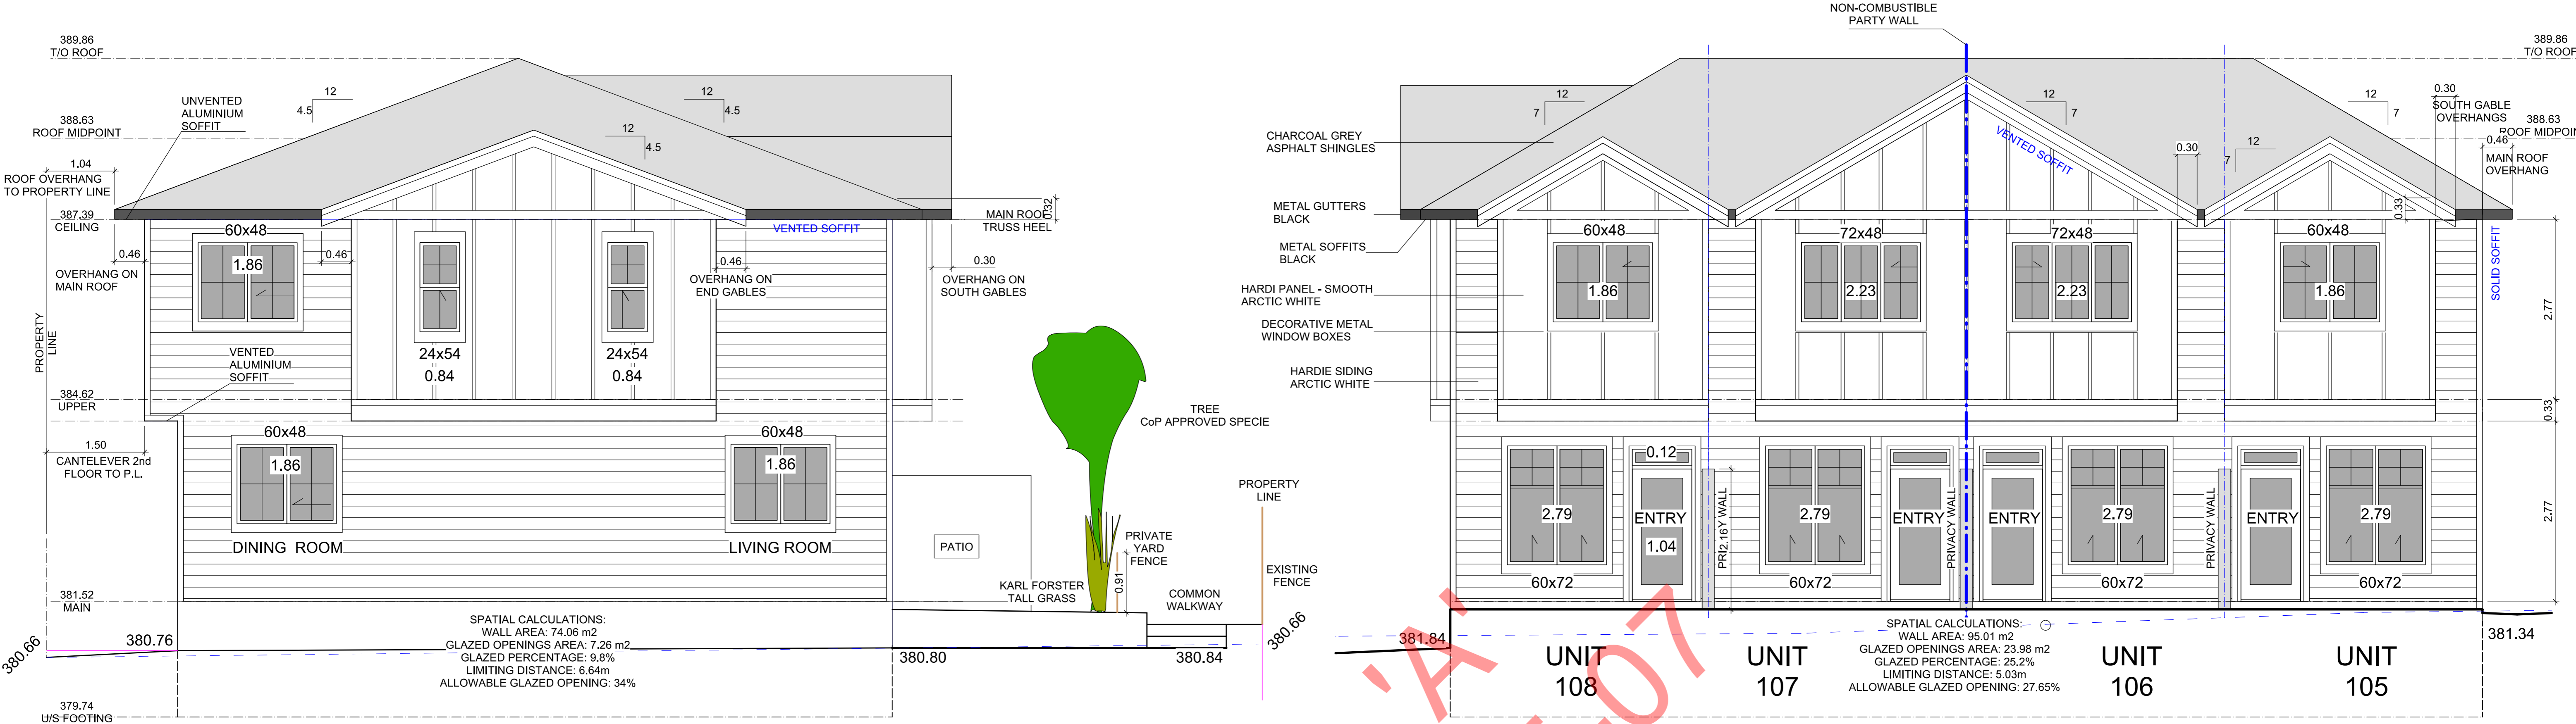 389.86
T/O ROOF
UNVENTED
ALUMINIUM
SOFFIT
388.63
ROOF MIDPOINT
1.04
ROOF OVERHANG
TO PROPERTY LINE
387.39
CEILING
0.46
OVERHANG ON
MAIN ROOF
PROPERTY
LINE
VENTED
ALUMINIUM
SOFFIT
384.62
UPPER
1.50
CANTELEVER 2nd
FLOOR TO P.L.
381.52
MAIN
380.66
380.76
379.74
U/S FOOTING
12
4.5
12
4.5
12
4.5
60x48
1.86
0.46
24x54
0.84
24x54
0.84
0.46
OVERHANG ON
END GABLES
VENTED SOFFIT
MAIN ROOF
TRUSS HEEL
0.32
0.30
OVERHANG ON
SOUTH GABLES
60x48
1.86
DINING ROOM
60x48
1.86
LIVING ROOM
SPATIAL CALCULATIONS:
WALL AREA: 74.06 m2
GLAZED OPENINGS AREA: 7.26 m2
GLAZED PERCENTAGE: 9.8%
LIMITING DISTANCE: 6.64m
ALLOWABLE GLAZED OPENING: 34%
TREE
CoP APPROVED SPECIE
PATIO
KARL FORSTER
TALL GRASS
PRIVATE
YARD
FENCE
0.91
COMMON
WALKWAY
PROPERTY
LINE
EXISTING
FENCE
380.66
380.80
380.84
NON-COMBUSTIBLE
PARTY WALL
389.86
T/O ROOF
12
7
12
7
12
7
12
7
0.30
SOUTH GABLE
OVERHANGS
388.63
ROOF MIDPOIN
0.46
MAIN ROOF
OVERHANG
VENTED SOFFIT
0.30
0.33
SOLID SOFFIT
2.77
0.33
2.77
CHARCOAL GREY
ASPHALT SHINGLES
METAL GUTTERS
BLACK
METAL SOFFITS
BLACK
HARDI PANEL - SMOOTH
ARCTIC WHITE
DECORATIVE METAL
WINDOW BOXES
HARDIE SIDING
ARCTIC WHITE
60x48
1.86
72x48
2.23
72x48
2.23
60x48
1.86
2.79
60x72
0.12
ENTRY
1.04
PRI2.16Y WALL
2.79
60x72
ENTRY
PRIVACY WALL
ENTRY
2.79
60x72
PRIVACY WALL
ENTRY
2.79
60x72
381.84
381.34
SPATIAL CALCULATIONS:
WALL AREA: 95.01 m2
GLAZED OPENINGS AREA: 23.98 m2
GLAZED PERCENTAGE: 25.2%
LIMITING DISTANCE: 5.03m
ALLOWABLE GLAZED OPENING: 27.65%
UNIT
108
UNIT
107
UNIT
106
UNIT
105
'A'
07